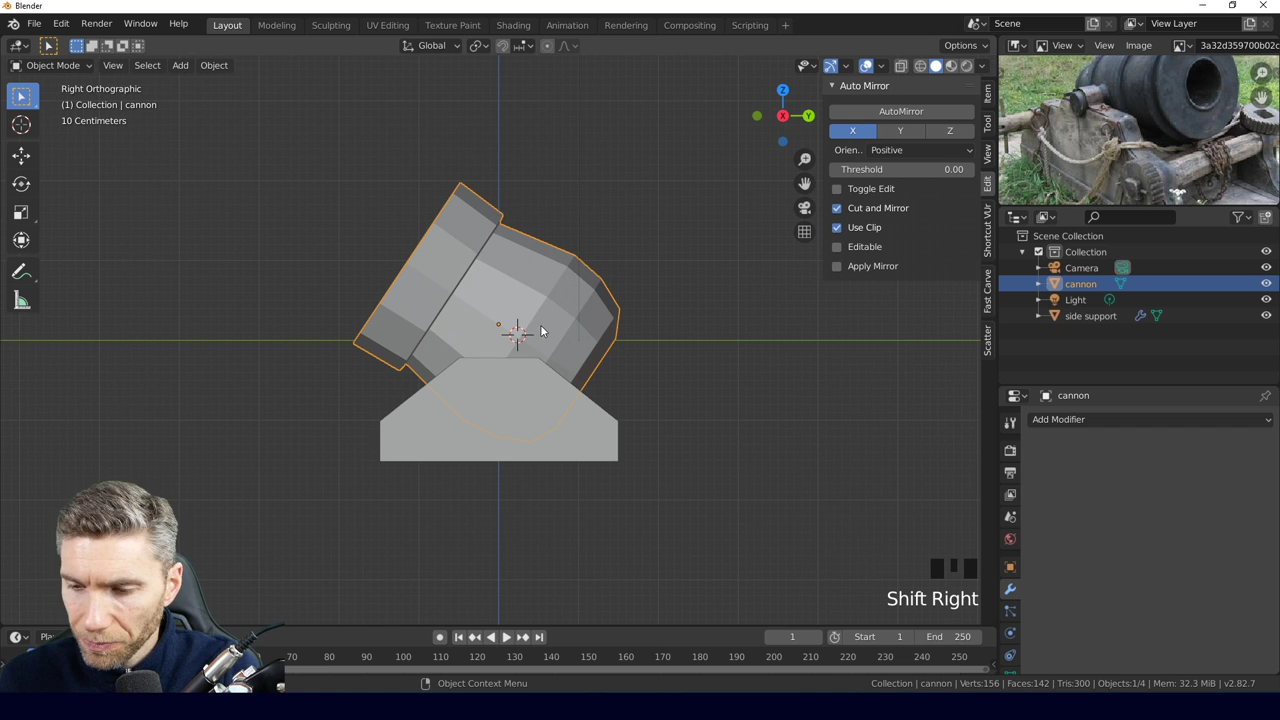 Blender
File Edit Render Window Help Layout Modeling Sculpting UV Editing Texture Paint Shading Animation Rendering Compositing Scripting + Scene View Layer
Global Options View View Image 3a32d359700b02c
Object Mode View Select Add Object
Right Orthographic
(1) Collection | cannon
10 Centimeters
Z
X
Y
Auto Mirror
AutoMirror
X Y Z
Orien.. Positive
Threshold 0.00
Toggle Edit
Cut and Mirror
Use Clip
Editable
Apply Mirror
Item
Tool
View
Edit
Shortcut VUr
Fast Carve
Scatter
Scene Collection
Collection
Camera
cannon
Light
side support
cannon
Add Modifier
Shift Right
1 Start 1 End 250
70 80 90 100 110 120 130 140 150 160 170 180 190 200 210 220 230 240 250
Object Context Menu Collection | cannon | Verts:156 | Faces:142 | Tris:300 | Objects:1/4 | Mem: 32.3 MiB | v2.82.7